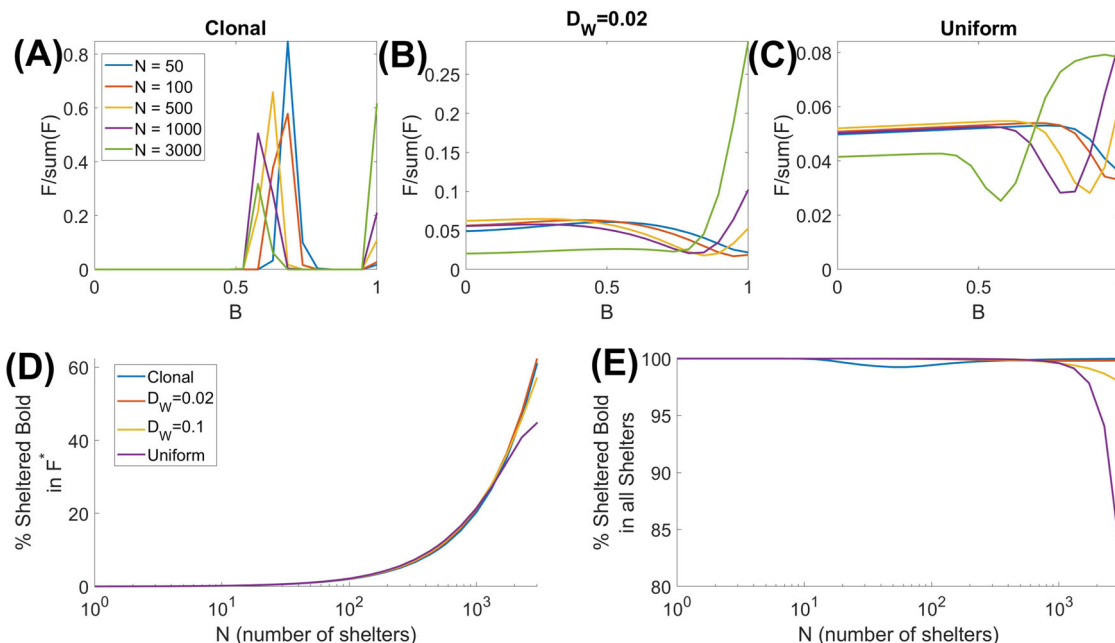 (A)
Clonal
F/sum(F)
0.8
0.6
0.4
0.2
0
N = 50
N = 100
N = 500
N = 1000
N = 3000
0
0.5
1
B
(B)
D_W=0.02
F/sum(F)
0.25
0.2
0.15
0.1
0.05
0
0
0.5
1
B
(C)
Uniform
F/sum(F)
0.08
0.06
0.04
0.02
0
0
0.5
B
(D)
% Sheltered Bold
in F*
60
40
20
0
Clonal
D_W=0.02
D_W=0.1
Uniform
10^0
10^1
10^2
10^3
N (number of shelters)
(E)
% Sheltered Bold
in all Shelters
100
95
90
85
80
10^0
10^1
10^2
10^3
N (number of shelters)